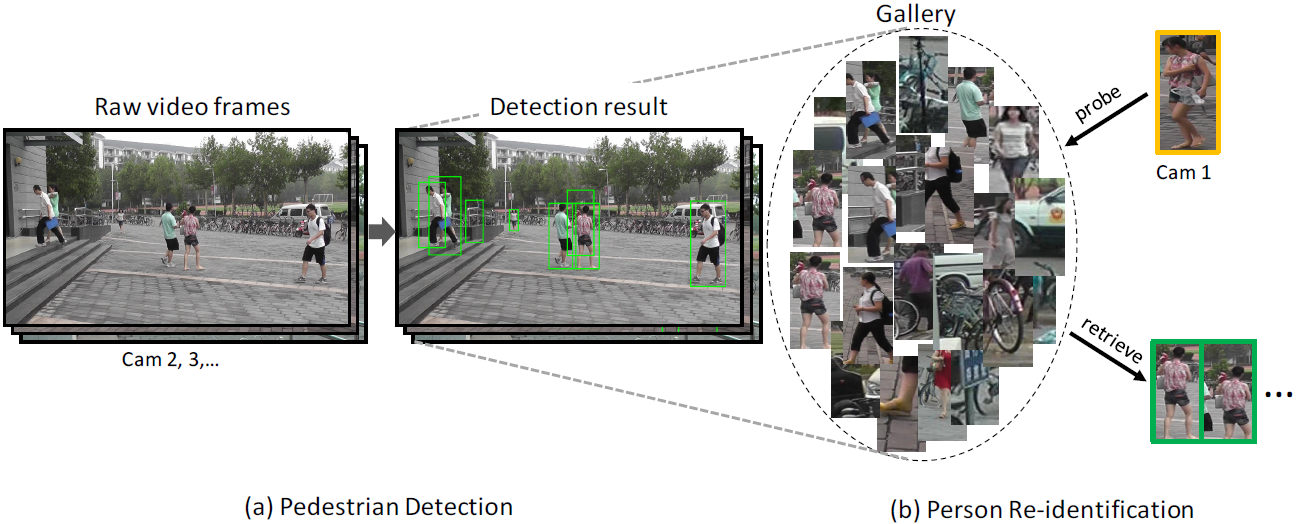 Gallery
Raw video frames
Detection result
probe
Cam 1
Cam 2, 3,...
retrieve
...
(a) Pedestrian Detection
(b) Person Re-identification